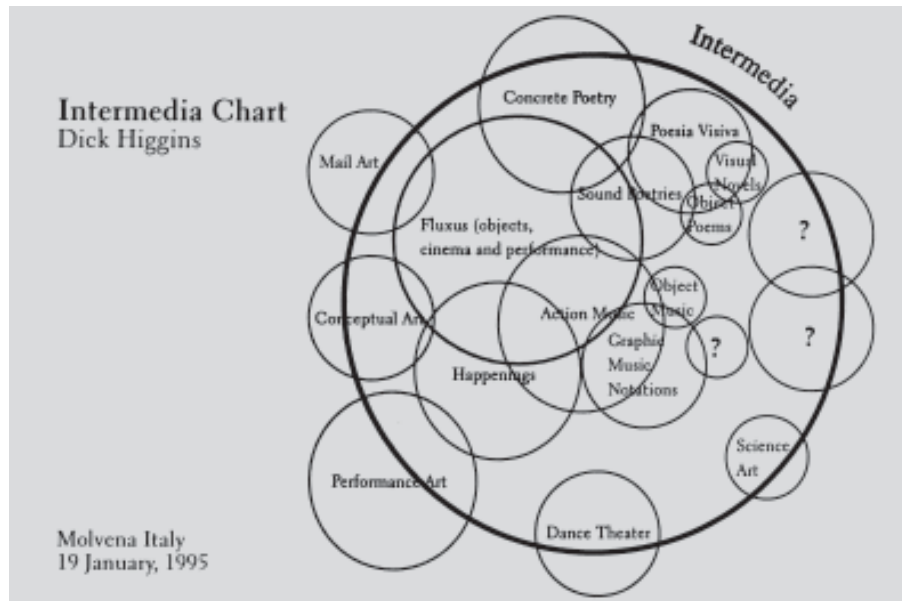 Intermedia Chart
Dick Higgins
Intermedia
Concrete Poetry
Poesia Visiva
Mail Art
Visual
Novels
Sound Poetries
Object
Poems
Fluxus (objects,
cinema and performance)
?
Object
Music
Conceptual Art
Action Music
?
Graphic
Music
Notations
?
Happenings
Science
Art
Performance Art
Dance Theater
Molvena Italy
19 January, 1995